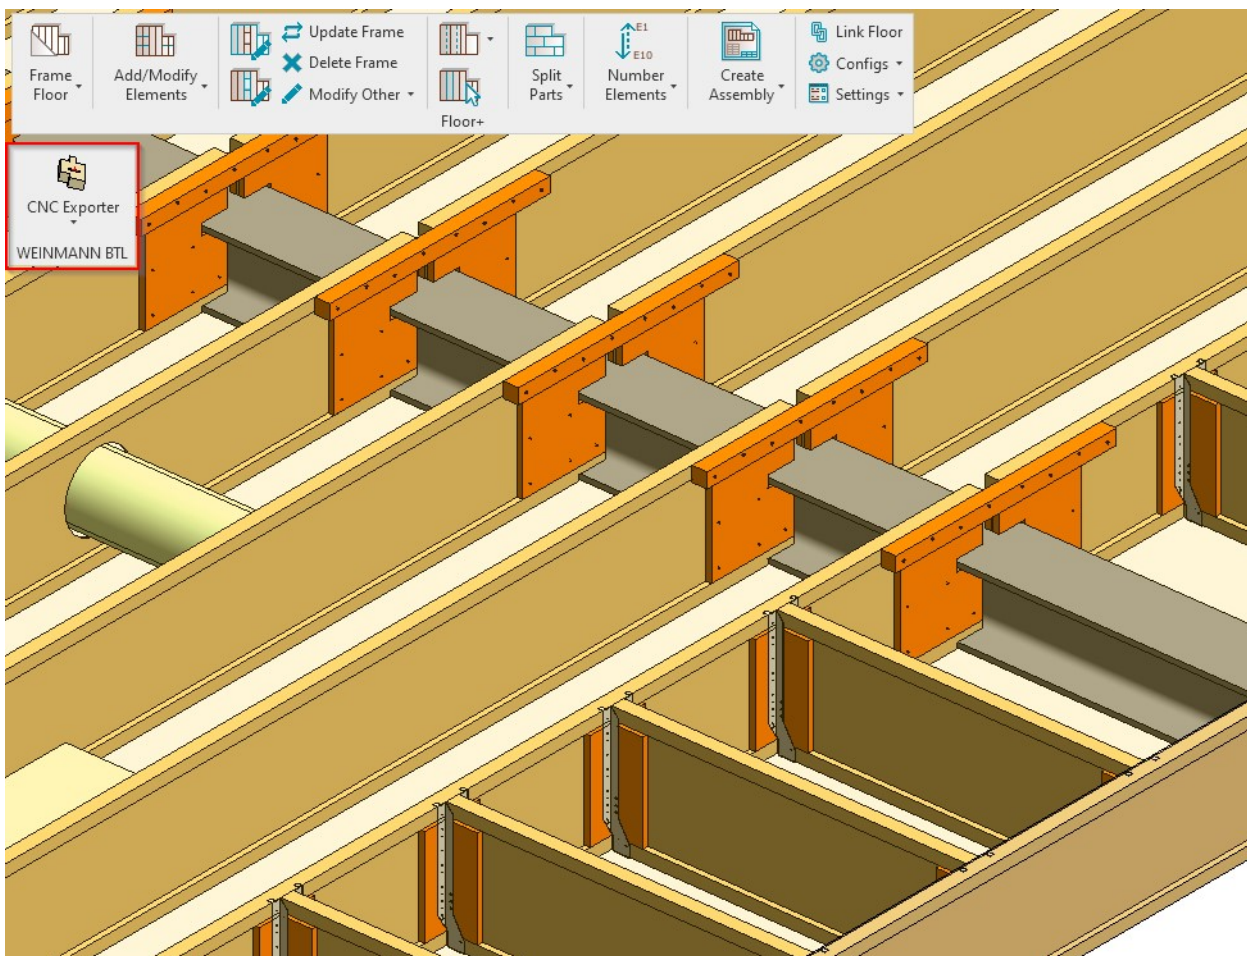 Frame
Floor
Add/Modify
Elements
Update Frame
Delete Frame
Modify Other
Split
Parts
E1
E10
Number
Elements
Create
Assembly
Link Floor
Configs
Settings
Floor+
CNC Exporter
WEINMANN BTL